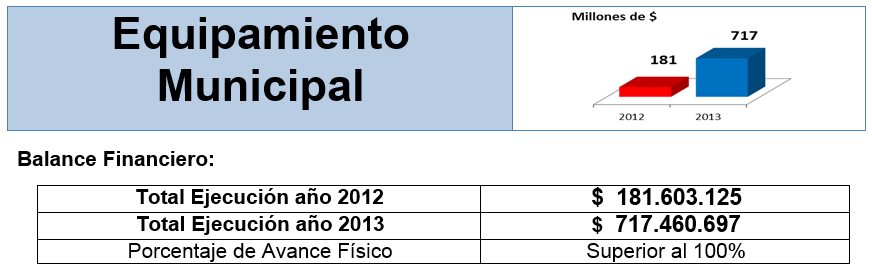 Equipamiento
Municipal
Millones de $
717
181
2012 2013
Balance Financiero:
Total Ejecución año 2012 $ 181.603.125
Total Ejecución año 2013 $ 717.460.697
Porcentaje de Avance Físico Superior al 100%